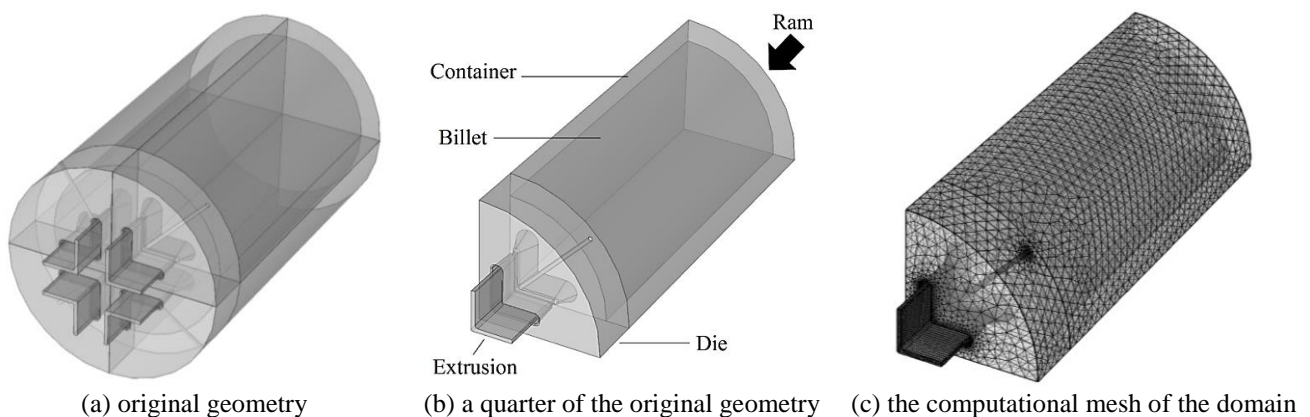 Ram
Container
Billet
Die
Extrusion
(a) original geometry
(b) a quarter of the original geometry
(c) the computational mesh of the domain